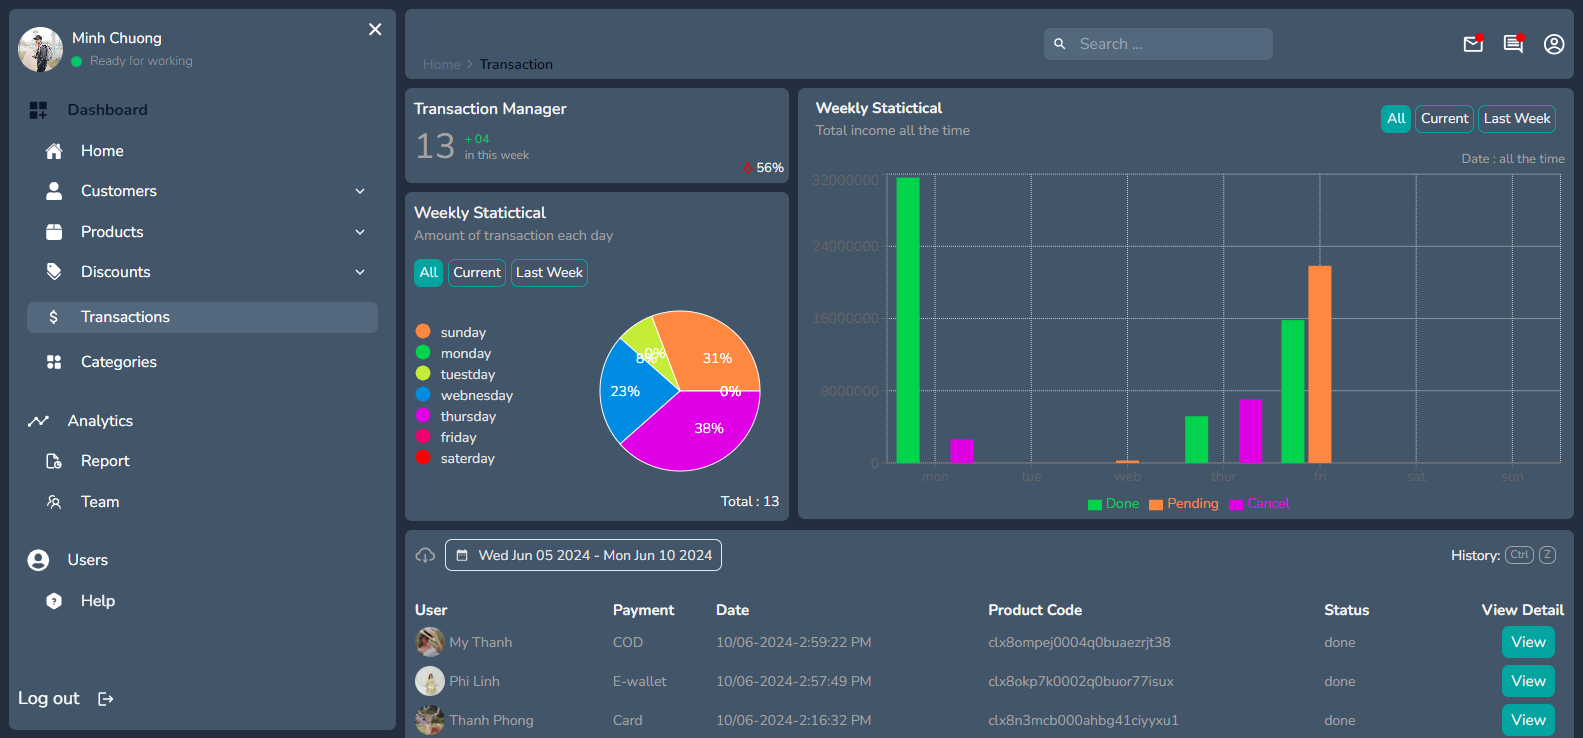 Minh Chuong
Ready for working
Dashboard
Home
Customers
Products
Discounts
$ Transactions
Categories
Analytics
Report
Team
Users
Help
Log out
Search ...
Home > Transaction
Transaction Manager
13
+ 04
in this week
56%
Weekly Statictical
Amount of transaction each day
All Current Last Week
sunday
monday
tuestday
webnesday
thursday
friday
saterday
0%
8%
31%
23%
0%
38%
Total : 13
Weekly Statictical
Total income all the time
All Current Last Week
Date : all the time
32000000
24000000
16000000
8000000
0
mon tue web thur fri sat sun
Done Pending Cancel
Wed Jun 05 2024 - Mon Jun 10 2024
History: Ctrl Z
User Payment Date Product Code Status View Detail
My Thanh COD 10/06-2024-2:59:22 PM clx8ompej0004q0buaezrjt38 done View
Phi Linh E-wallet 10/06-2024-2:57:49 PM clx8okp7k0002q0buor77isux done View
Thanh Phong Card 10/06-2024-2:16:32 PM clx8n3mcb000ahbg41ciyyxu1 done View